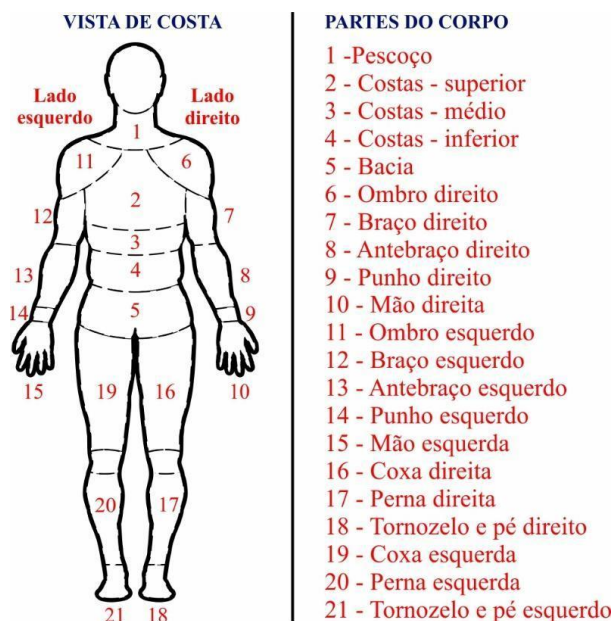 VISTA DE COSTA
Lado
esquerdo
Lado
direito
1
11
6
2
12
7
3
4
13
8
14
5
9
15
19
16
10
20
17
21
18
PARTES DO CORPO
1 -Pescoço
2 - Costas - superior
3 - Costas - médio
4 - Costas - inferior
5 - Bacia
6 - Ombro direito
7 - Braço direito
8 - Antebraço direito
9 - Punho direito
10 - Mão direita
11 - Ombro esquerdo
12 - Braço esquerdo
13 - Antebraço esquerdo
14 - Punho esquerdo
15 - Mão esquerda
16 - Coxa direita
17 - Perna direita
18 - Tornozelo e pé direito
19 - Coxa esquerda
20 - Perna esquerda
21 - Tornozelo e pé esquerdo